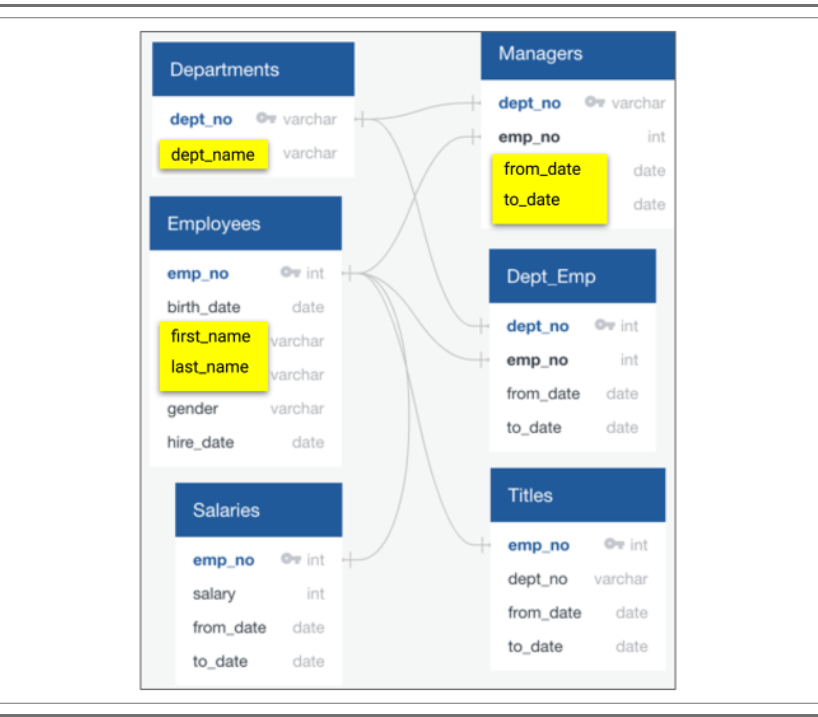 Departments
dept_no varchar
dept_name varchar
Employees
emp_no int
birth_date date
first_name varchar
last_name varchar
gender varchar
hire_date date
Salaries
emp_no int
salary int
from_date date
to_date date
Managers
dept_no varchar
emp_no int
from_date date
to_date date
Dept_Emp
dept_no int
emp_no int
from_date date
to_date date
Titles
emp_no int
dept_no varchar
from_date date
to_date date